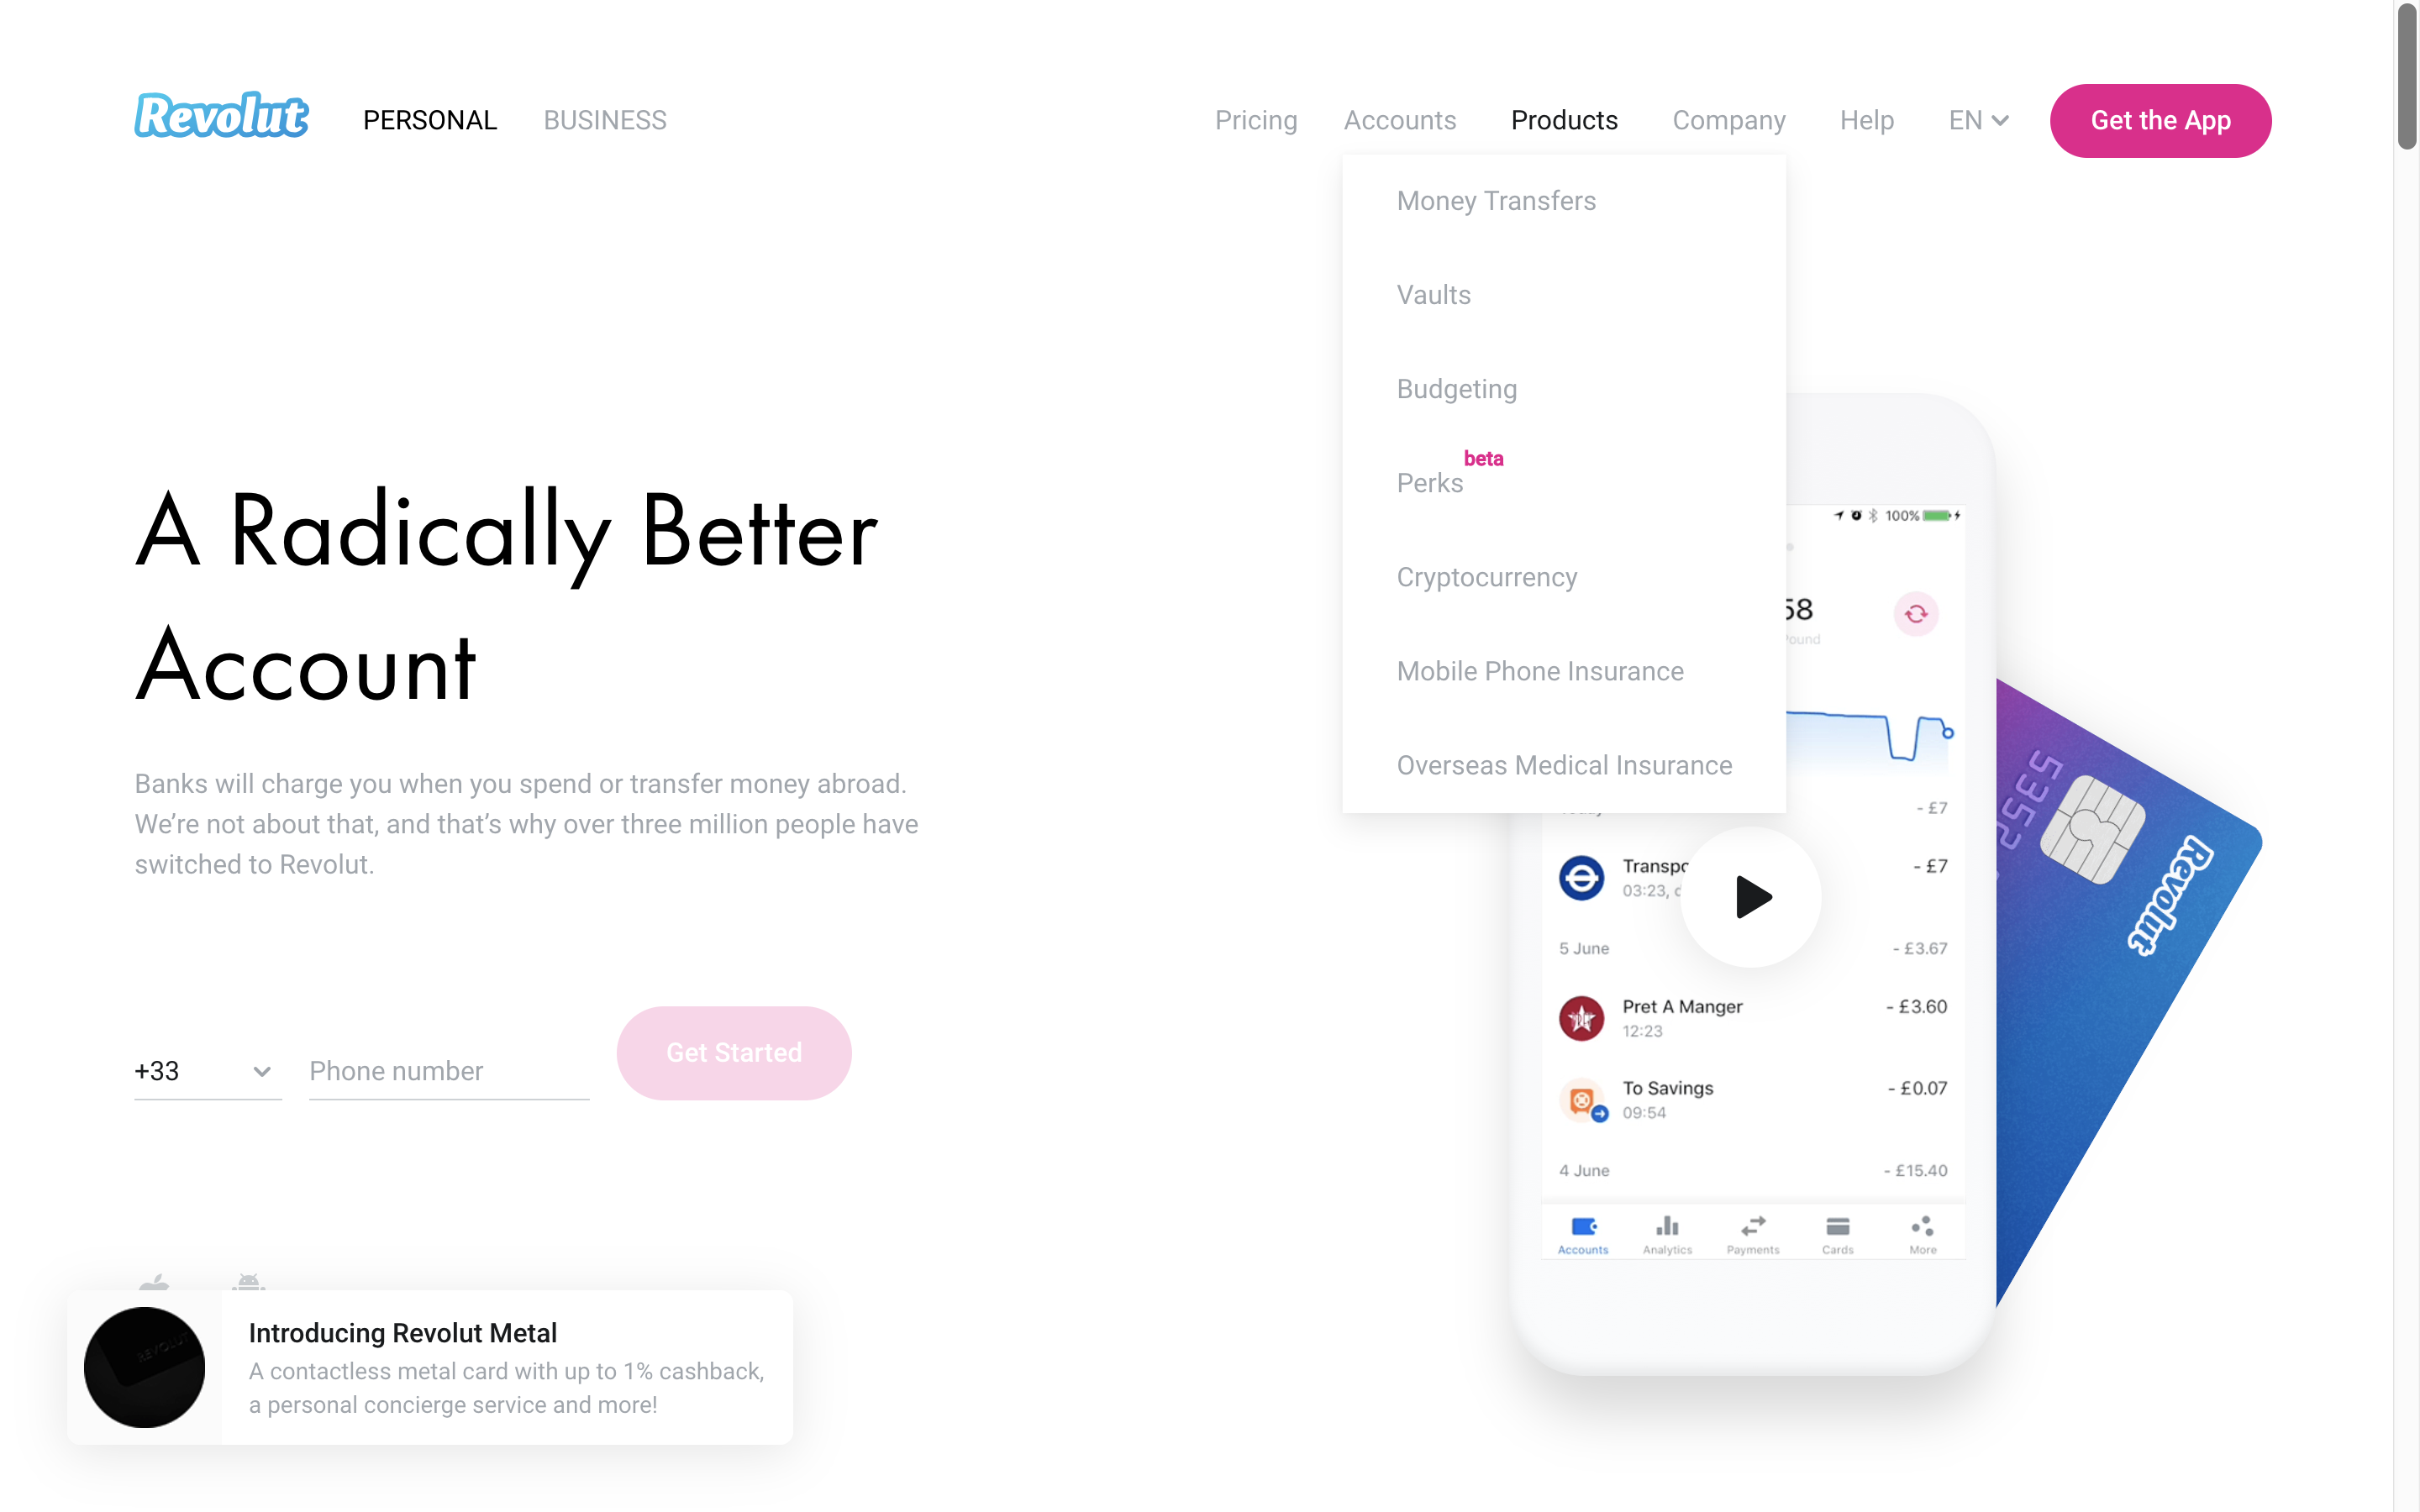 Revolut
PERSONAL
BUSINESS
Pricing
Accounts
Products
Company
Help
EN
Get the App
Money Transfers
Vaults
Budgeting
beta
Perks
Cryptocurrency
Mobile Phone Insurance
Overseas Medical Insurance
A Radically Better
Account
Banks will charge you when you spend or transfer money abroad.
We’re not about that, and that’s why over three million people have
switched to Revolut.
+33
Phone number
Get Started
Introducing Revolut Metal
A contactless metal card with up to 1% cashback,
a personal concierge service and more!
REVOLUT
100%
58
- £7
- £7
03:23,
5 June
- £3.67
Pret A Manger
- £3.60
12:23
To Savings
- £0.07
09:54
4 June
- £15.40
Accounts
Analytics
Payments
Cards
More
Revolut